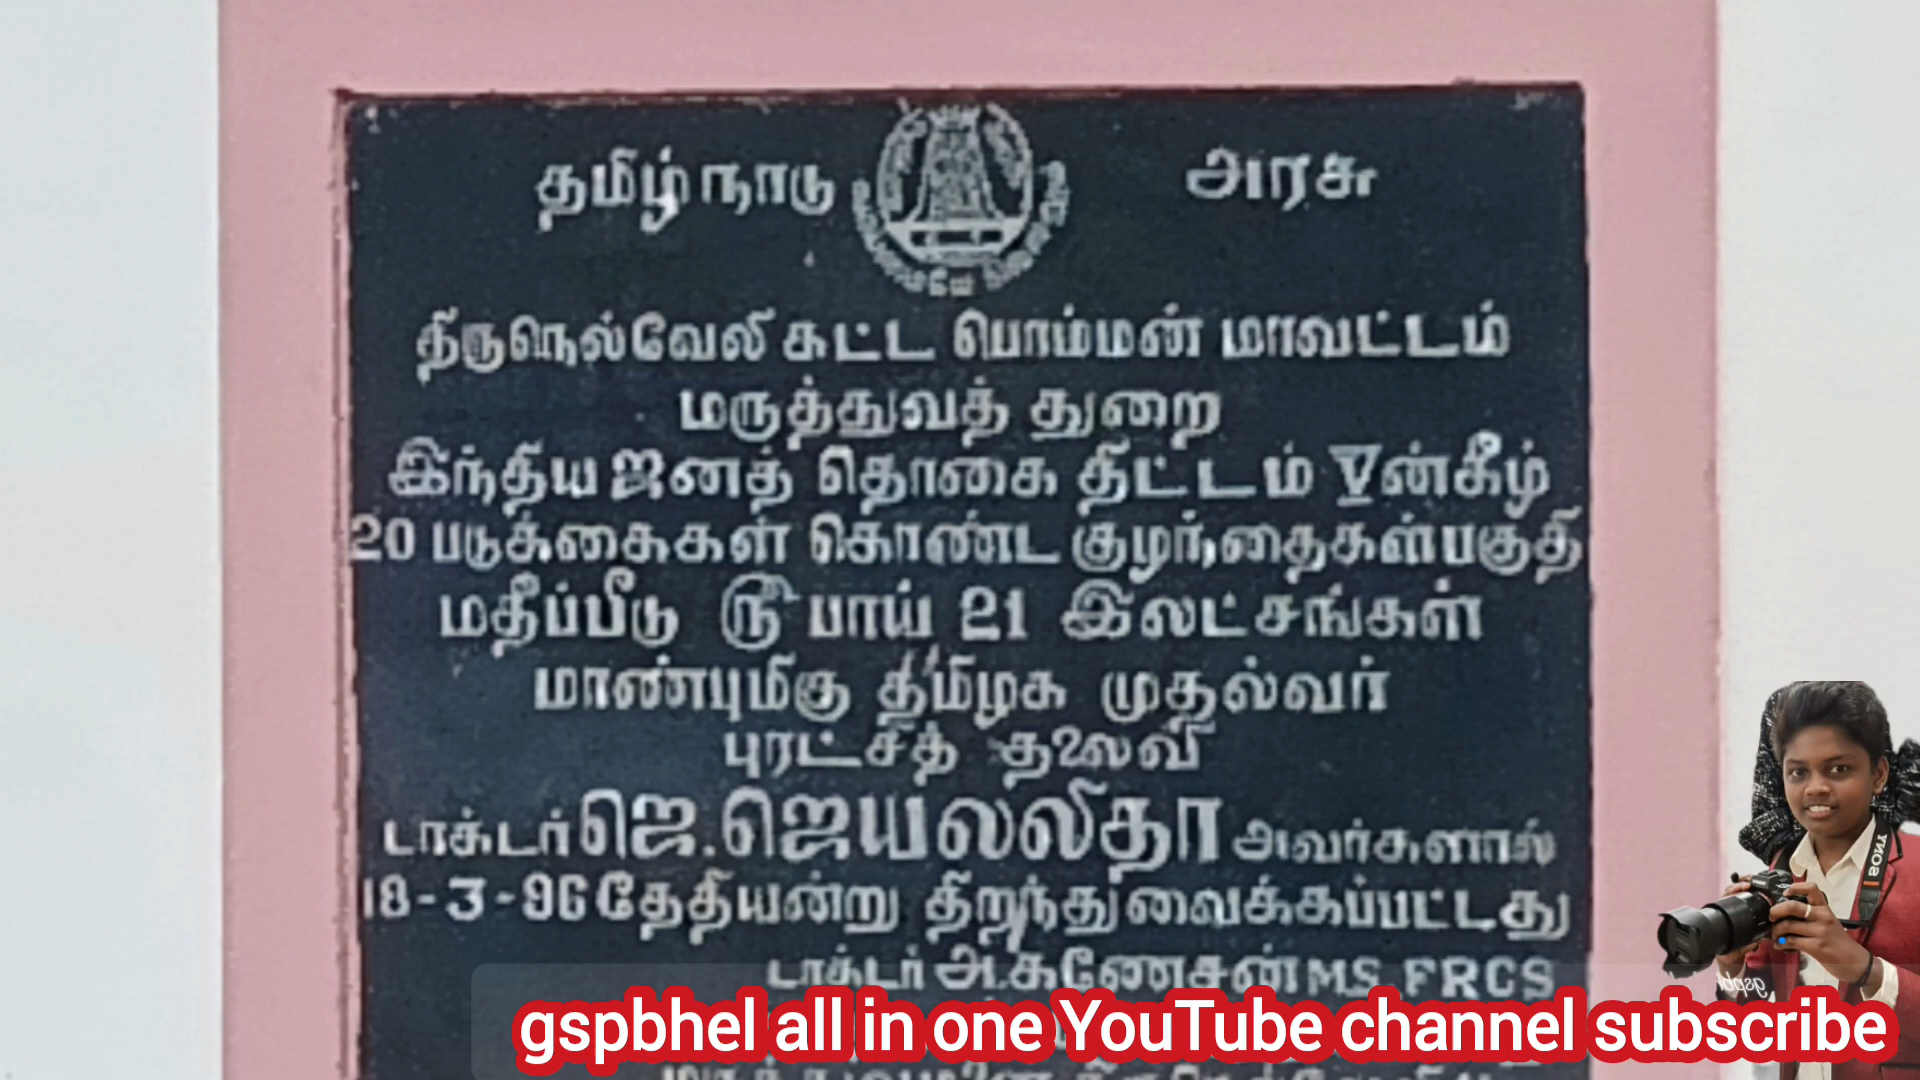 தமிழ்நாடு அரசு
திருநெல்வேலி கட்ட பொம்மன் மாவட்டம்
மருத்துவத் துறை
இந்திய ஜனத் தொகை திட்டம் Vன்கீழ்
20 படுக்கைகள் கொண்ட குழந்தைகள்பகுதி
மதீப்பீடு ரூபாய் 21 இலட்சங்கள்
மாண்புமிகு தமிழக முதல்வர்
புரட்சித் தலைவி
டாக்டர் ஜெ.ஜெயலலிதா அவர்களால்
18-3-96 தேதியன்று திறந்துவைக்கப்பட்டது
டாக்டர் அ.கணேசன் MS FRCS
gspbhel all in one YouTube channel subscribe
SONY